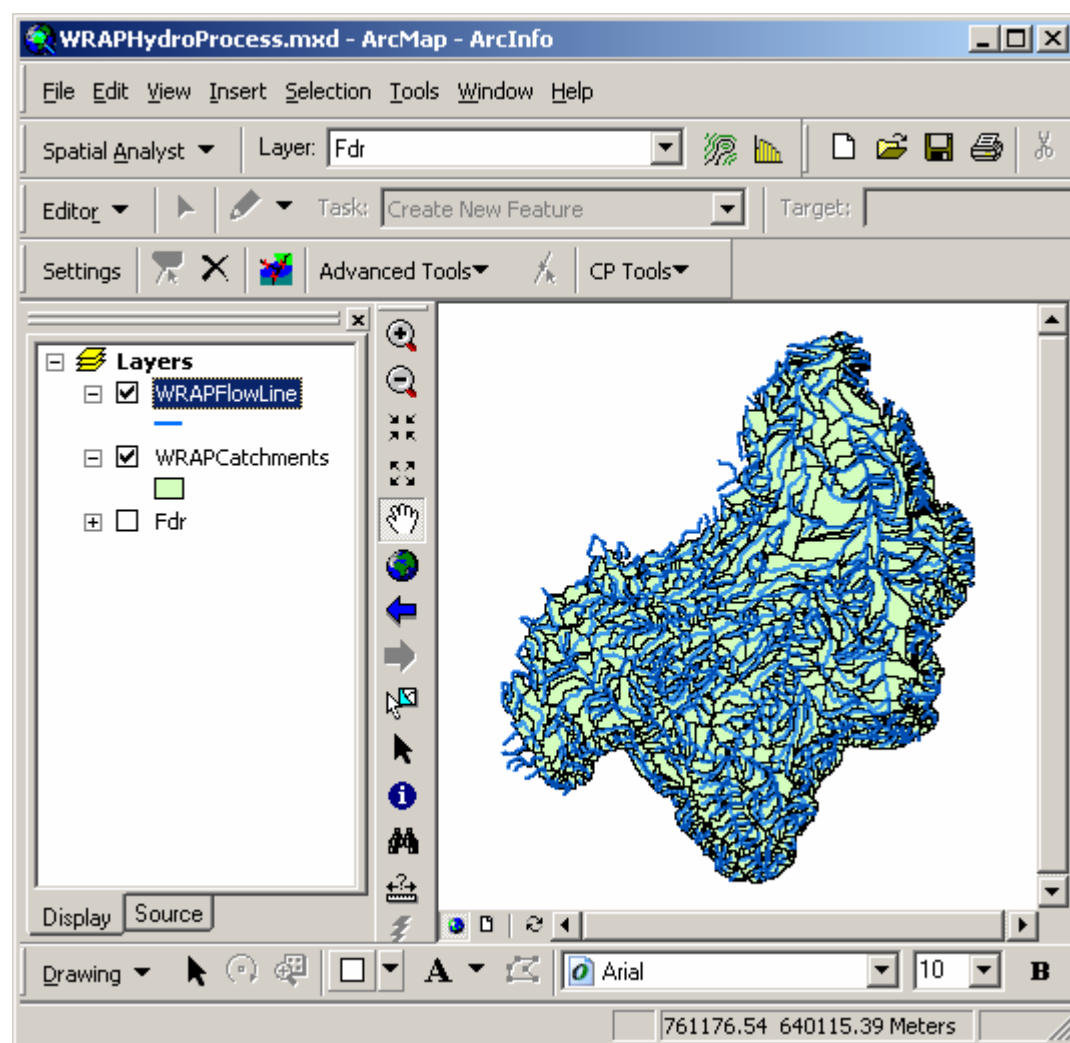 WRAPHydroProcess.mxd - ArcMap - ArcInfo
File Edit View Insert Selection Tools Window Help
Spatial Analyst Layer: Fdr
Editor Task: Create New Feature Target:
Settings Advanced Tools CP Tools
Layers
WRAPFlowLine
WRAPCatchments
Fdr
Display Source
Drawing A Arial 10 B
761176.54 640115.39 Meters